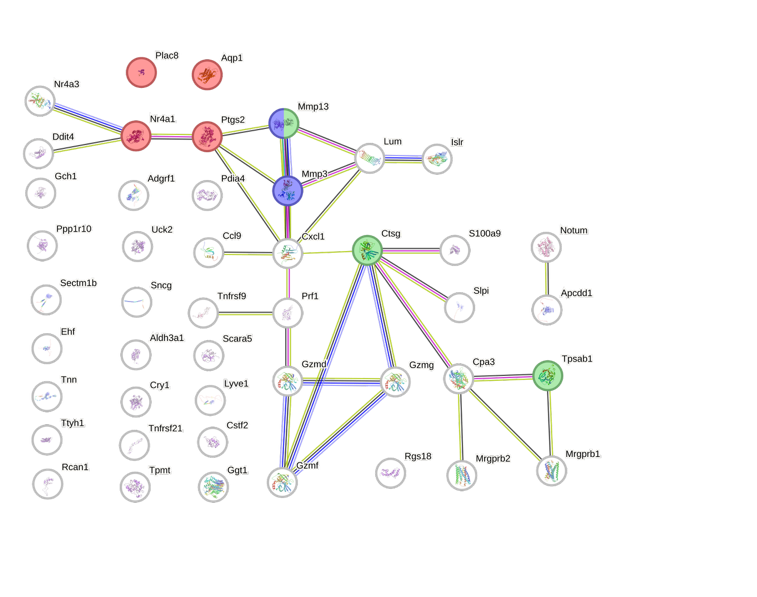 Plac8
Aqp1
Nr4a3
Mmp13
Nr4a1
Ptgs2
Ddit4
Lum
Islr
Gch1
Adgrf1
Pdia4
Mmp3
Ppp1r10
Uck2
Ccl9
Cxcl1
Ctsg
S100a9
Notum
Sectm1b
Sncg
Tnfrsf9
Prf1
Slpi
Apcdd1
Ehf
Aldh3a1
Scara5
Gzmd
Gzmg
Cpa3
Tpsab1
Tnn
Cry1
Lyve1
Ttyh1
Tnfrsf21
Cstf2
Rcan1
Tpmt
Ggt1
Gzmf
Rgs18
Mrgprb2
Mrgprb1